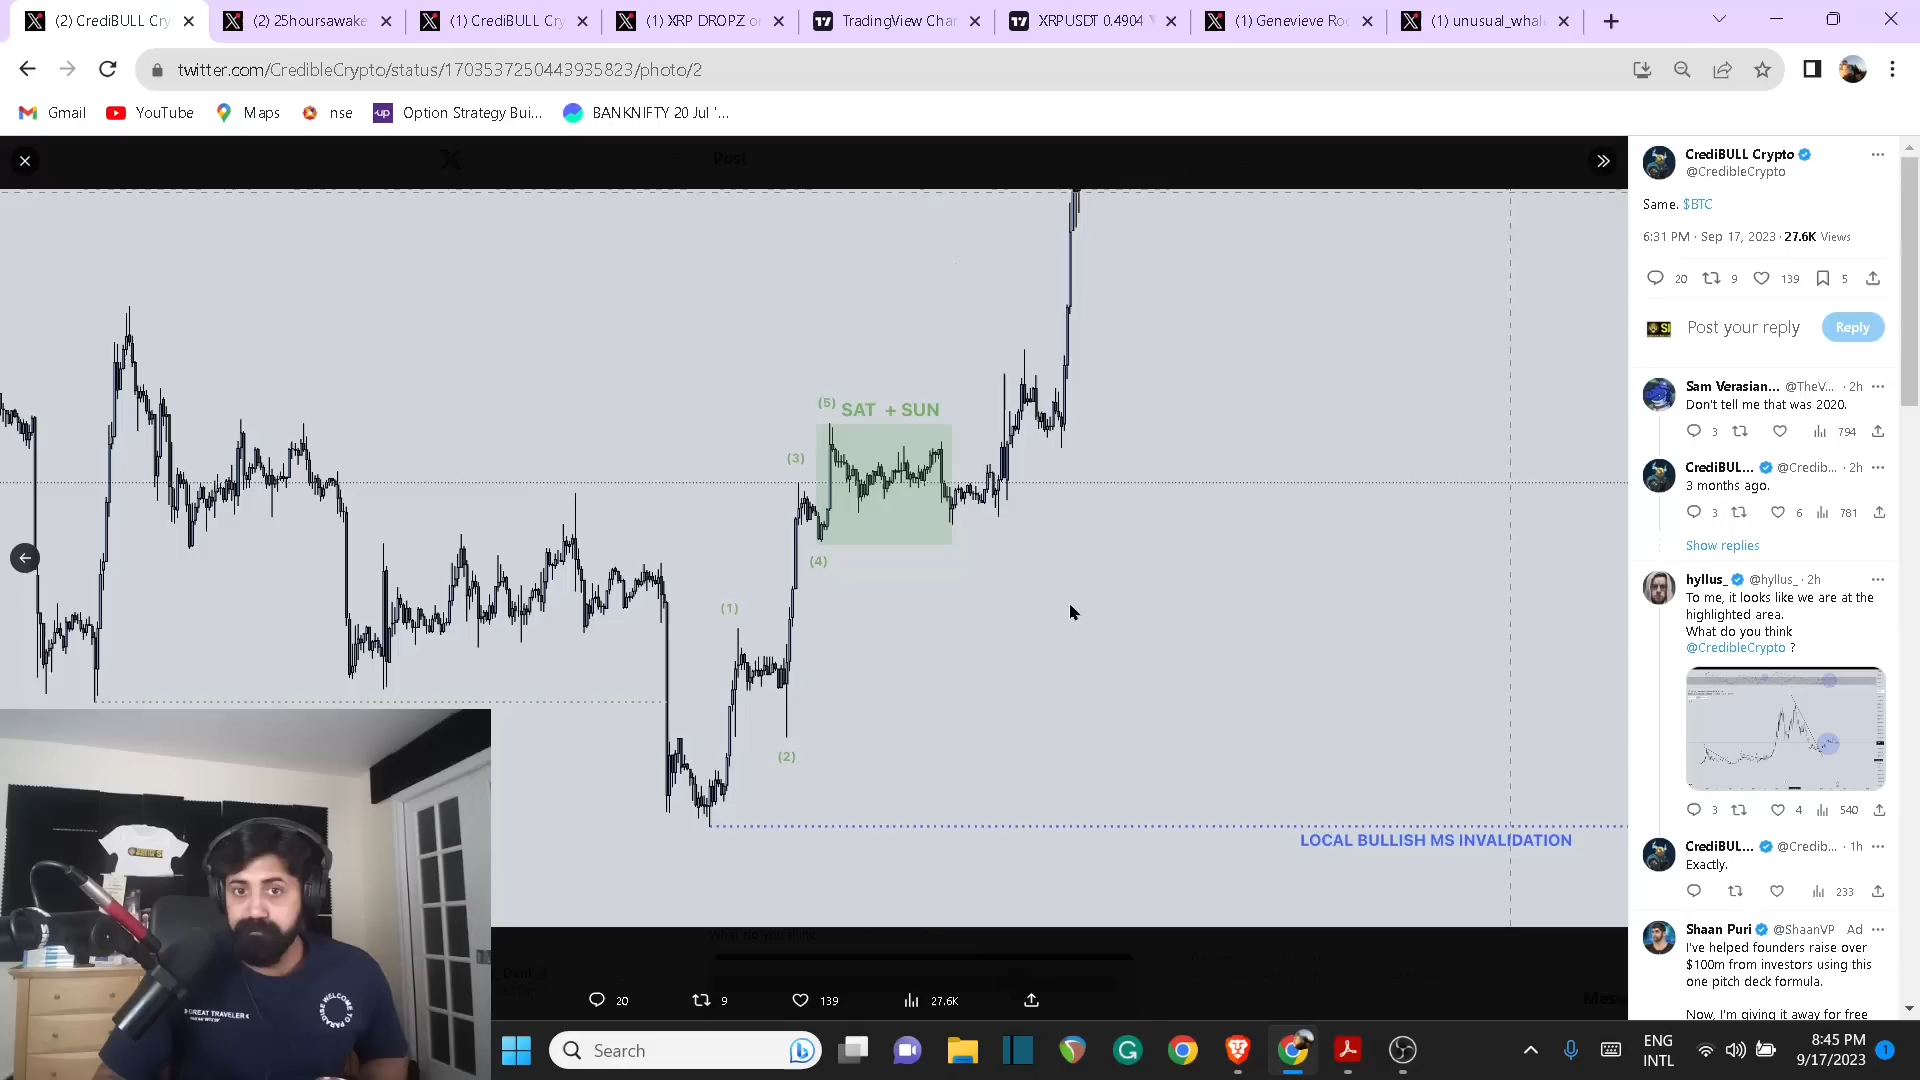 (2) CrediBULL Cry
(2) 25hoursawake
(1) CrediBULL Cry
(1) XRP DROPZ o
TradingView Char
XRPUSDT 0.4904
(1) Genevieve Ro
(1) unusual_whal
twitter.com/CredibleCrypto/status/1703537250443935823/photo/2
Gmail
YouTube
Maps
nse
up
Option Strategy Bui...
BANKNIFTY 20 Jul '...
Post
(5) SAT + SUN
(3)
(4)
(1)
(2)
LOCAL BULLISH MS INVALIDATION
20
9
139
27.6K
CrediBULL Crypto
@CredibleCrypto
Same. $BTC
6:31 PM · Sep 17, 2023 · 27.6K Views
20 9 139 5
Post your reply
Reply
Sam Verasian... @TheV... · 2h
Don't tell me that was 2020.
3 794
CrediBUL... @Credib... · 2h
3 months ago.
3 6 781
Show replies
hyllus_ @hyllus_ · 2h
To me, it looks like we are at the
highlighted area.
What do you think
@CredibleCrypto ?
3 4 540
CrediBUL... @Credib... · 1h
Exactly.
233
Shaan Puri @ShaanVP Ad
I've helped founders raise over
$100m from investors using this
one pitch deck formula.
Now, I'm giving it away for free
GREAT TRAVELER
WELCOME TO PARADISE
Search
ENG
INTL
8:45 PM
9/17/2023
1